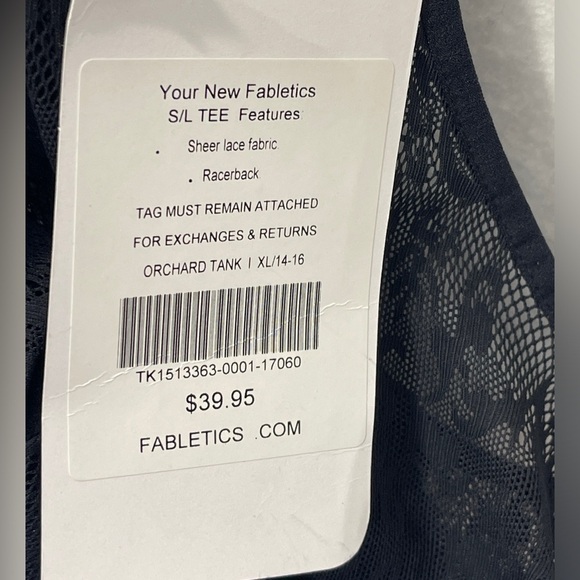 Your New Fabletics
S/L TEE Features
• Sheer lace fabric
• Racerback
TAG MUST REMAIN ATTACHED
FOR EXCHANGES & RETURNS
ORCHARD TANK | XL/14-16
TK1513363-0001-17060
$39.95
FABLETICS .COM